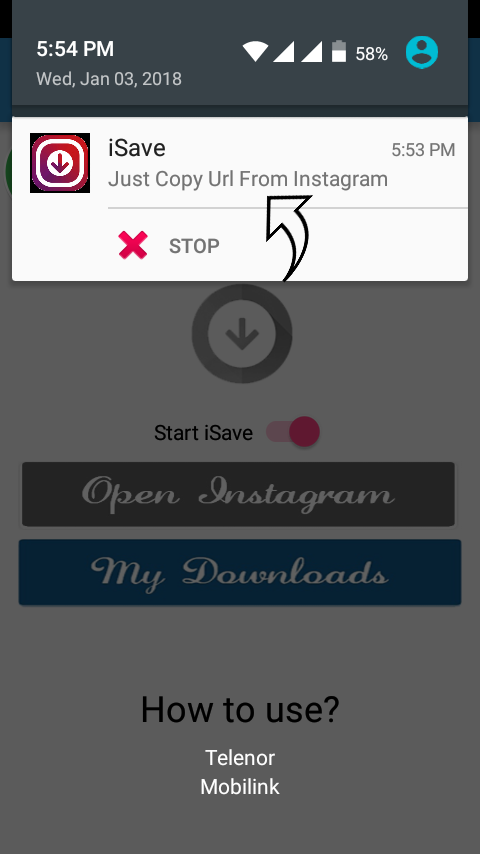 5:54 PM
58%
Wed, Jan 03, 2018
iSave
5:53 PM
Just Copy Url From Instagram
STOP
Start iSave
Open Instagram
My Downloads
How to use?
Telenor
Mobilink